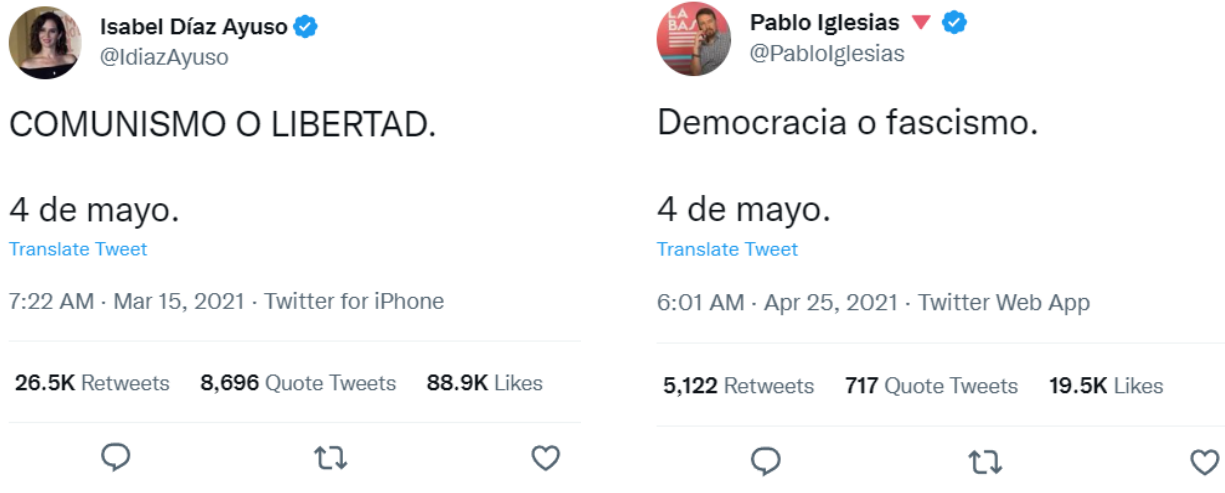 Isabel Díaz Ayuso
@IdiazAyuso
COMUNISMO O LIBERTAD.
4 de mayo.
Translate Tweet
7:22 AM · Mar 15, 2021 · Twitter for iPhone
26.5K Retweets 8,696 Quote Tweets 88.9K Likes
LA
BA
Pablo Iglesias
@PabloIglesias
Democracia o fascismo.
4 de mayo.
Translate Tweet
6:01 AM · Apr 25, 2021 · Twitter Web App
5,122 Retweets 717 Quote Tweets 19.5K Likes